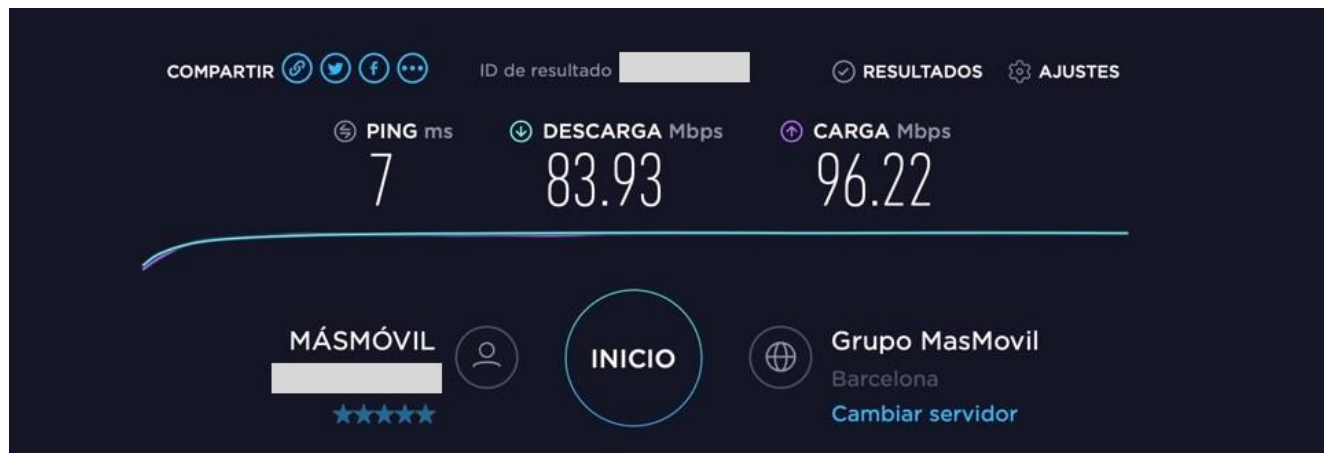 COMPARTIR ID de resultado RESULTADOS AJUSTES
PING ms DESCARGA Mbps CARGA Mbps
7 83.93 96.22
MÁSMÓVIL INICIO Grupo MasMovil
Barcelona
Cambiar servidor